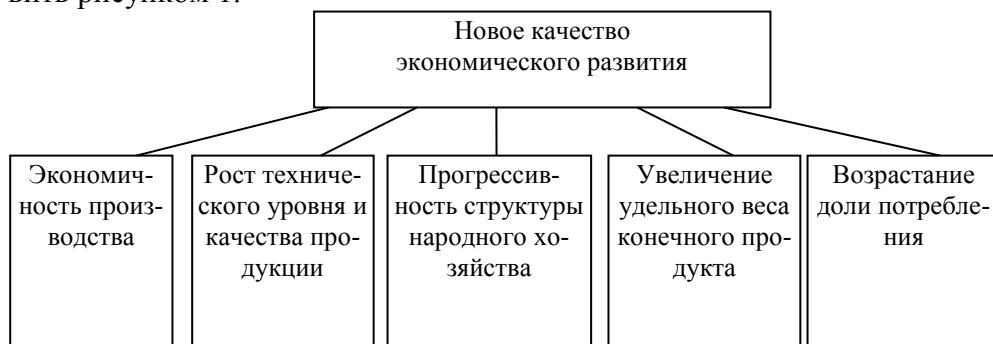 вить рисунком 1.
Новое качество
экономического развития
Экономич-
ность произ-
водства
Рост техниче-
ского уровня и
качества про-
дукции
Прогрессив-
ность структуры
народного хо-
зяйства
Увеличение
удельного веса
конечного про-
дукта
Возрастание
доли потребле-
ния